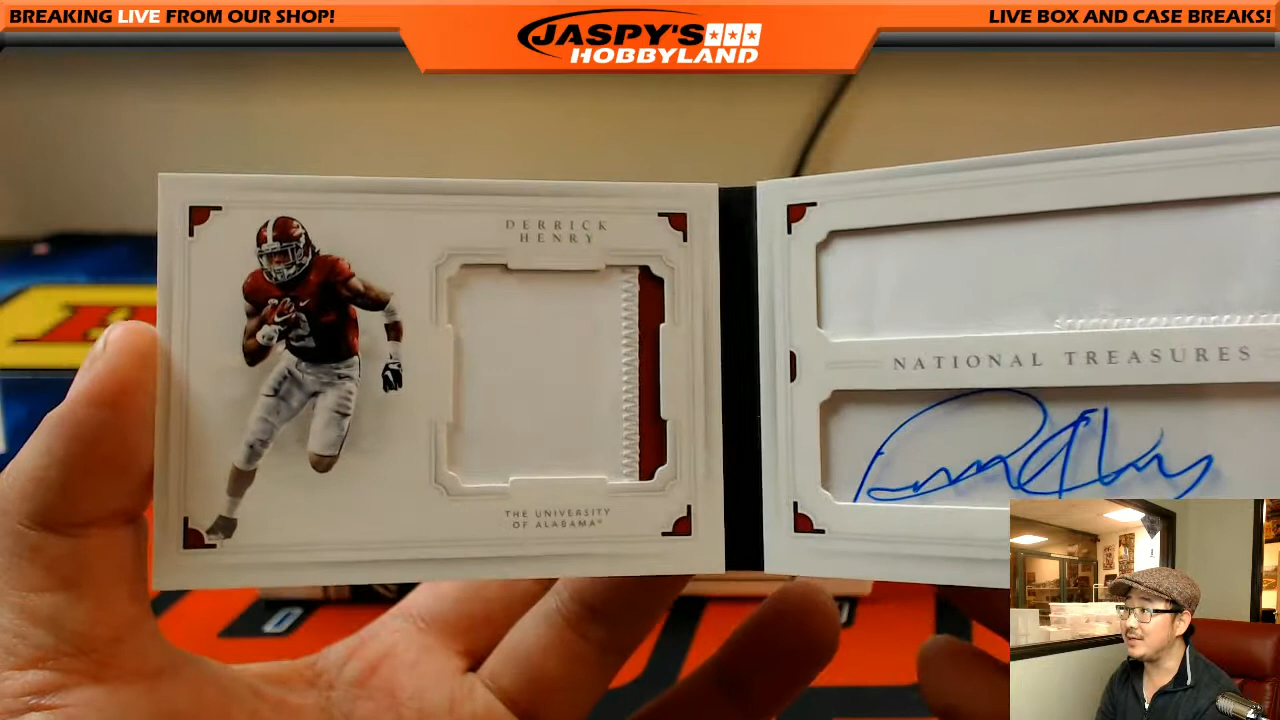 BREAKING LIVE FROM OUR SHOP!
JASPY'S
HOBBYLAND
LIVE BOX AND CASE BREAKS!
DERRICK
HENRY
THE UNIVERSITY
OF ALABAMA®
NATIONAL TREASURES
2